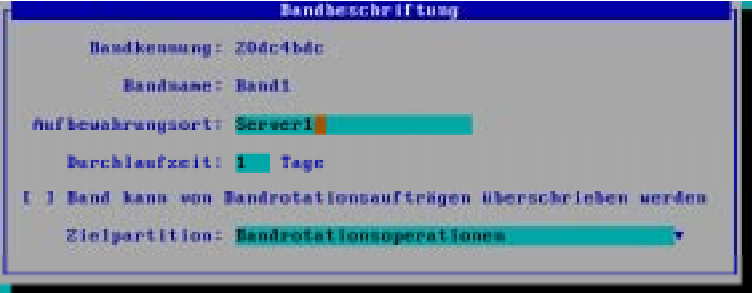 Bandbeschriftung
Bandkennung: 20dc4bdc
Bandname: Band1
Aufbewahrungsort: Server1
Durchlaufzeit: 1 Tage
[ ] Band kann von Bandrotationsaufträgen überschrieben werden
Zielpartition: Bandrotationsoperationen